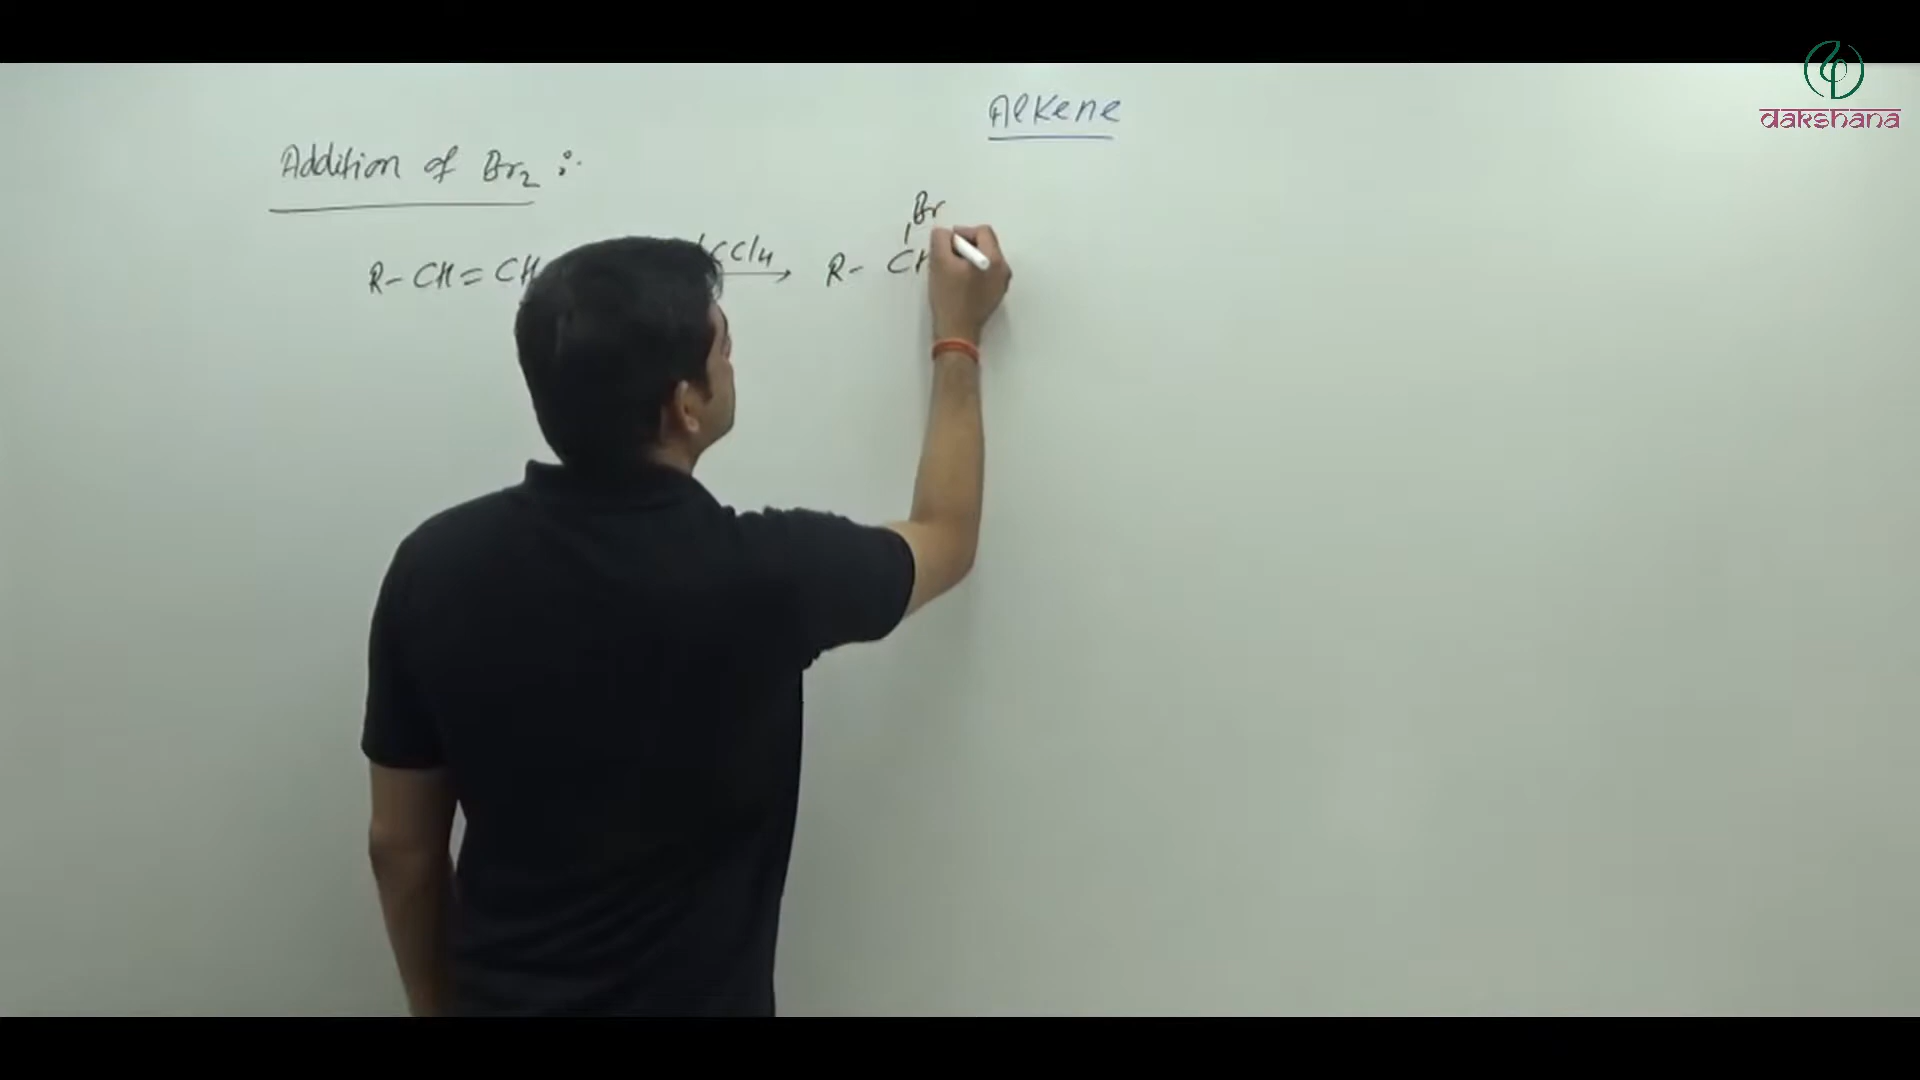 Alkene
dakshana
Addition of Br2 :-
Br
R- CH = CH CCl4 R- CH